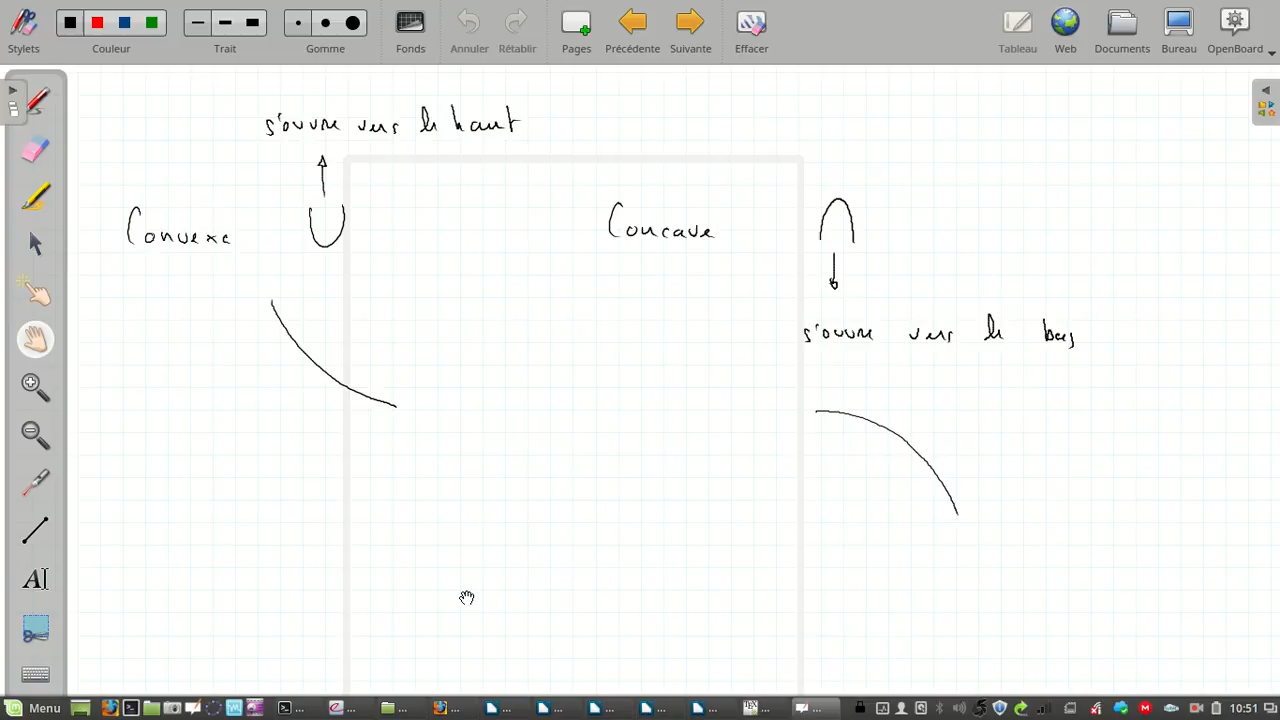 Stylets Couleur Trait Gomme Fonds Annuler Rétablir Pages Précédente Suivante Effacer Tableau Web Documents Bureau OpenBoard
s'ouvre vers le haut
Convexe
Concave
s'ouvre vers le bas
AI
Menu ... ... ... ... ... ... ... ... ... ... 10:51